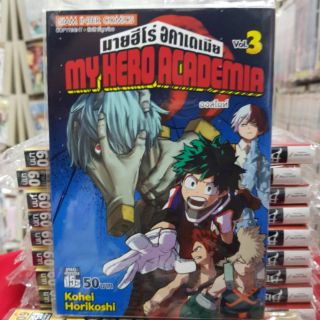 SIAM INTER COMICS
มายฮีโร่ อคาเดเมีย
Vol. 3
MY HERO ACADEMIA
ออลไมท์
50 บาท
Kohei
Horikoshi